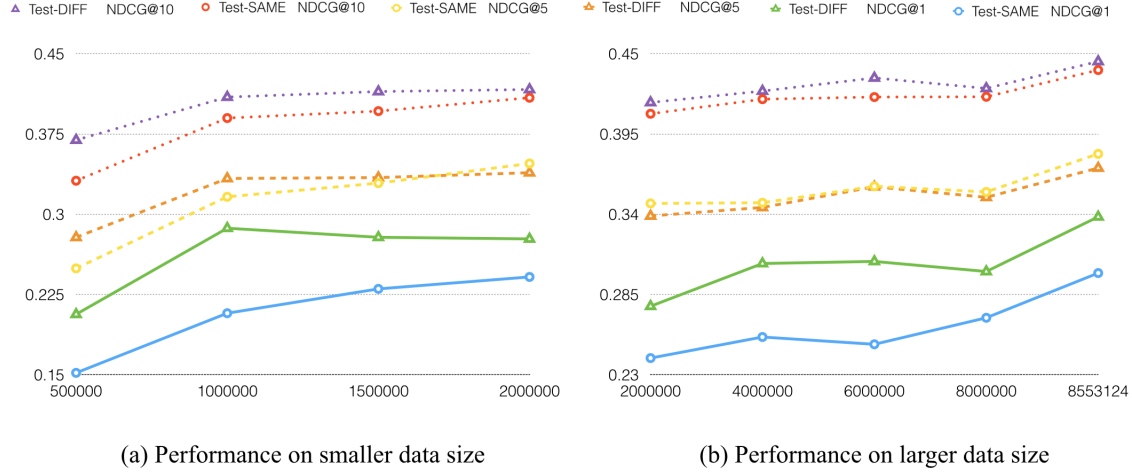 Test-DIFF NDCG@10 Test-SAME NDCG@10 Test-SAME NDCG@5 Test-DIFF NDCG@5 Test-DIFF NDCG@1 Test-SAME NDCG@1
0.45
0.375
0.3
0.225
0.15
500000 1000000 1500000 2000000
(a) Performance on smaller data size
0.45
0.395
0.34
0.285
0.23
2000000 4000000 6000000 8000000 8553124
(b) Performance on larger data size